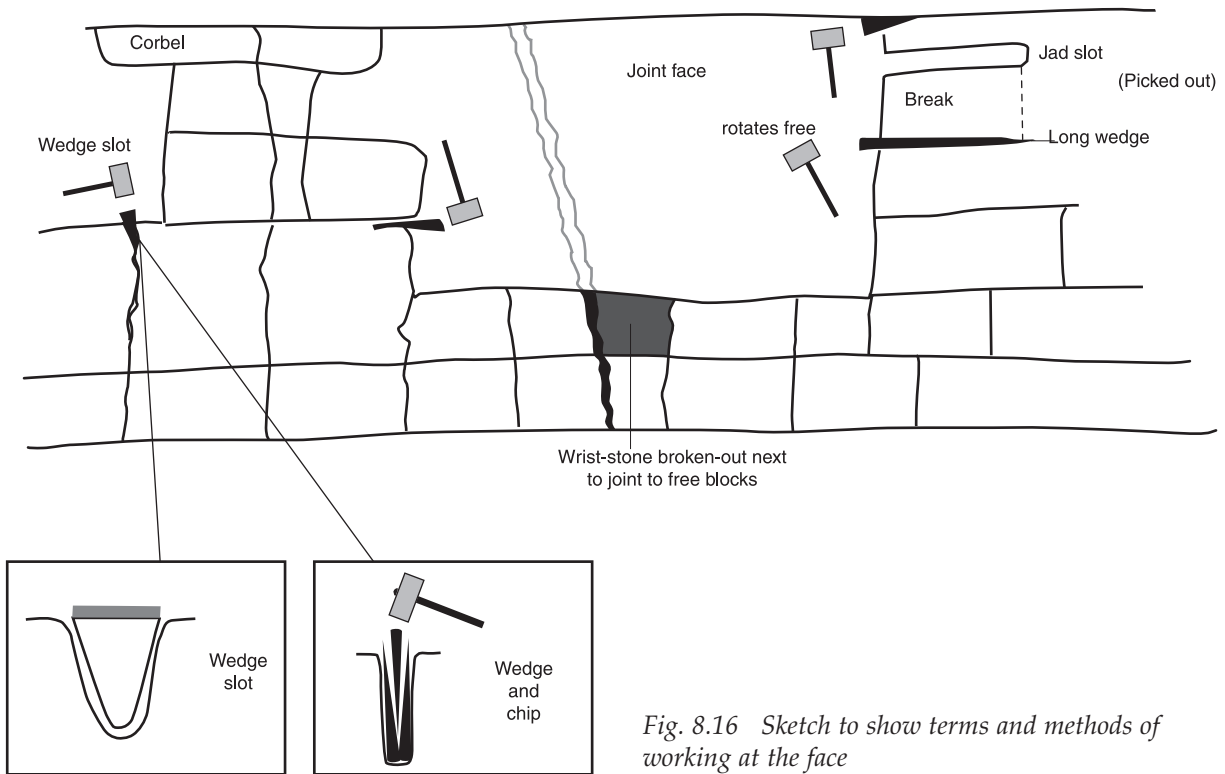 Corbel
Joint face
Jad slot
(Picked out)
Break
Wedge slot
rotates free
Long wedge
Wrist-stone broken-out next
to joint to free blocks
Wedge
slot
Wedge
and
chip
Fig. 8.16 Sketch to show terms and methods of
working at the face